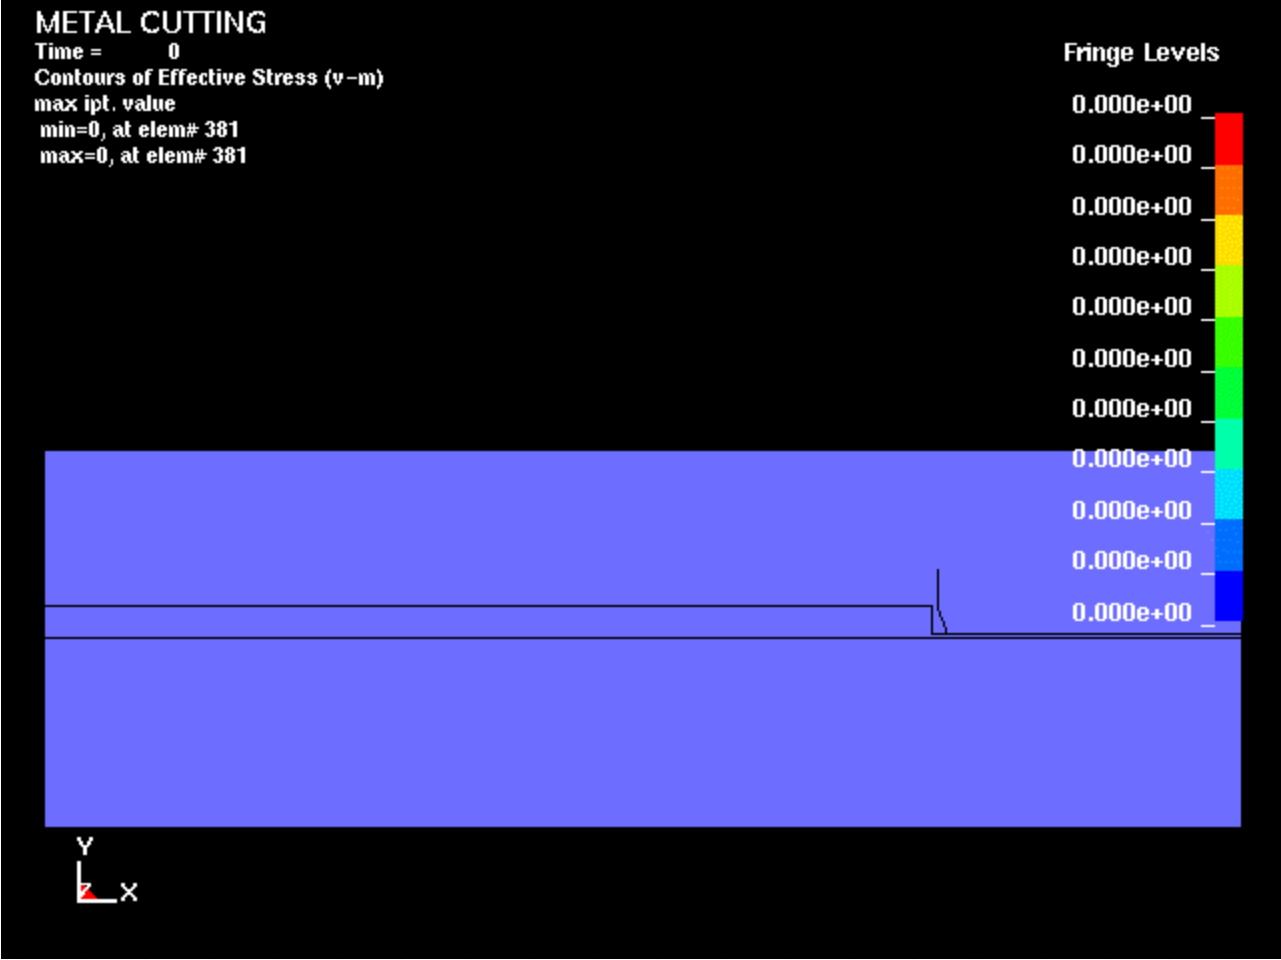 METAL CUTTING
Time = 0
Contours of Effective Stress (v-m)
max ipt. value
min=0, at elem# 381
max=0, at elem# 381
Fringe Levels
0.000e+00
0.000e+00
0.000e+00
0.000e+00
0.000e+00
0.000e+00
0.000e+00
0.000e+00
0.000e+00
0.000e+00
0.000e+00
Y
Z X